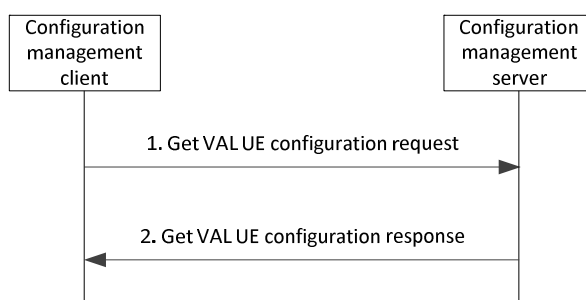 Configuration
management
client
Configuration
management
server
1. Get VAL UE configuration request
2. Get VAL UE configuration response